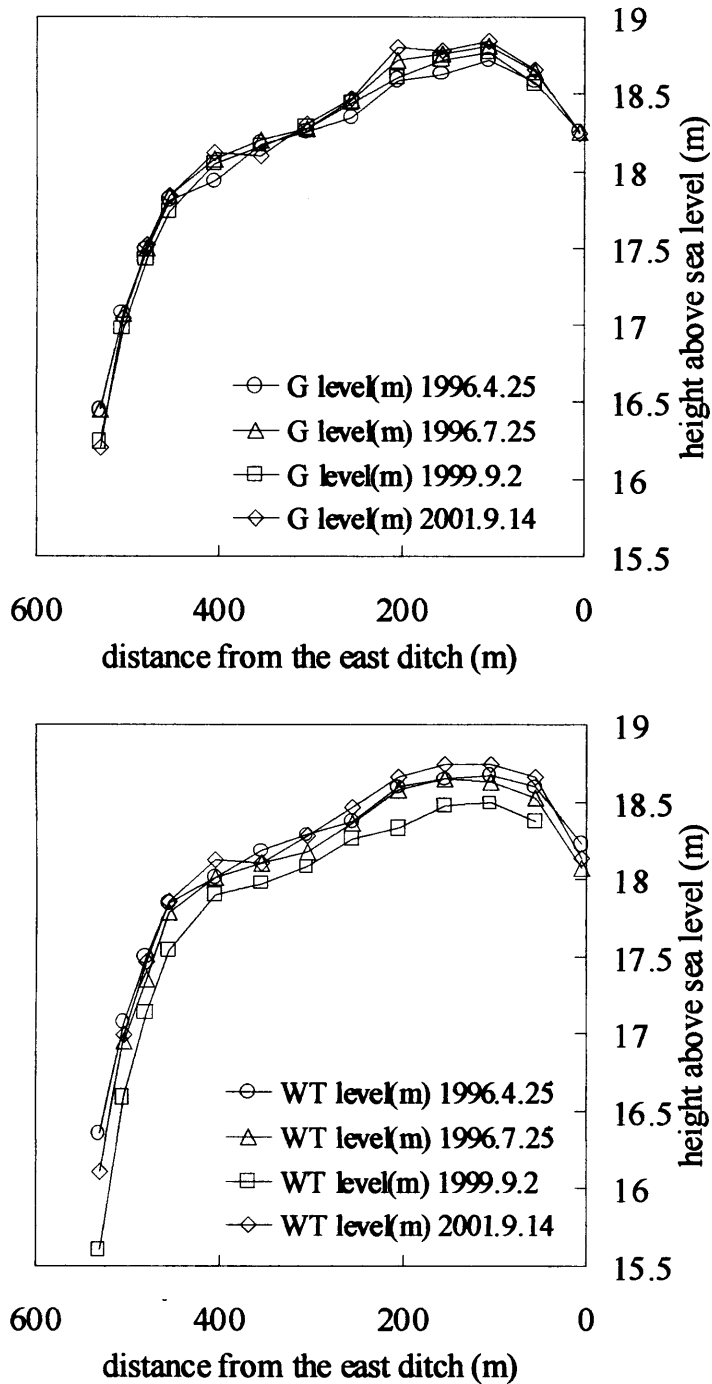 19
18.5
18
17.5
17
16.5
16
15.5
height above sea level (m)
G level(m) 1996.4.25
G level(m) 1996.7.25
G level(m) 1999.9.2
G level(m) 2001.9.14
600 400 200 0
distance from the east ditch (m)
19
18.5
18
17.5
17
16.5
16
15.5
height above sea level (m)
WT level(m) 1996.4.25
WT level(m) 1996.7.25
WT level(m) 1999.9.2
WT level(m) 2001.9.14
600 400 200 0
distance from the east ditch (m)